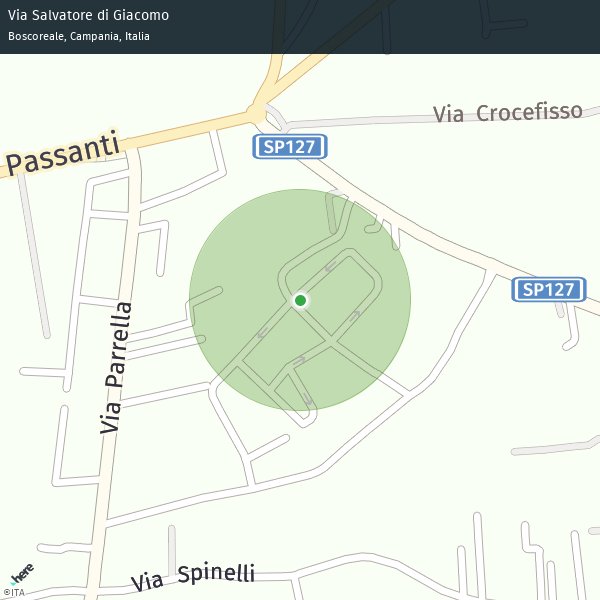 Via Salvatore di Giacomo
Boscoreale, Campania, Italia
Via Crocefisso
Passanti
SP127
SP127
Via Parrella
Via Spinelli
here
©ITA